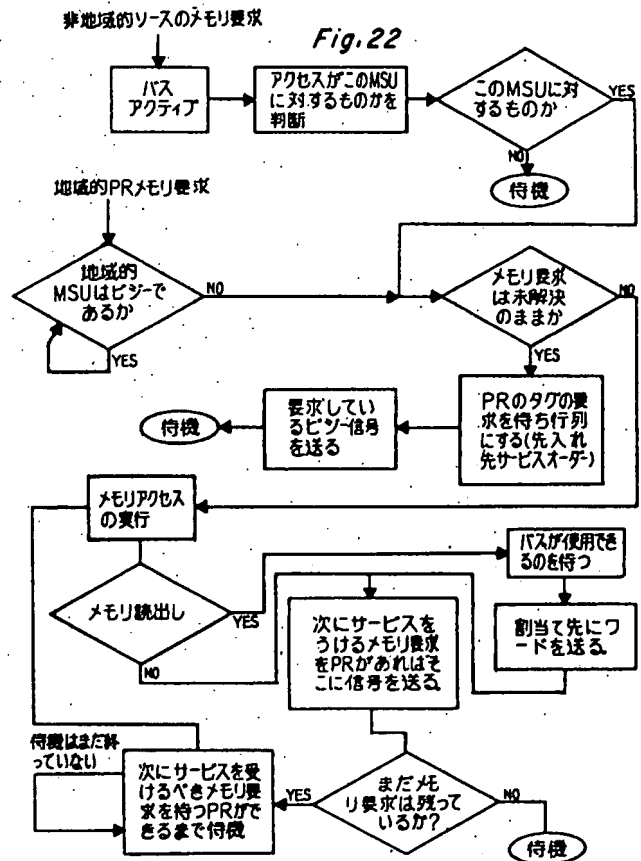 非地域的ソースのメモリ要求
Fig.22
バス
アクティブ
アクセスがこのMSU
に対するものかを
判断
このMSUに対
するものか
YES
NO
待機
地域的PRメモリ要求
地域的
MSUはビジーで
あるか
NO
YES
メモリ要求
は未解決
のままか
NO
YES
PRのタグの要
求を待ち行列
にする(先入れ
先サービスオーダー)
要求してい
るビジー信号
を送る
待機
メモリアクセス
の実行
メモリ読出し
YES
NO
バスが使用でき
るのを待つ
割当て先にワ
ードを送る.
次にサービスを
うけるメモリ要求
をPRがあれはそ
こに信号を送る.
待機はまだ終
っていない
次にサービスを受
けるべきメモリ要
求を持つPRがで
きるまで待機
YES
まだメモ
リ要求は残って
いるか?
NO
待機